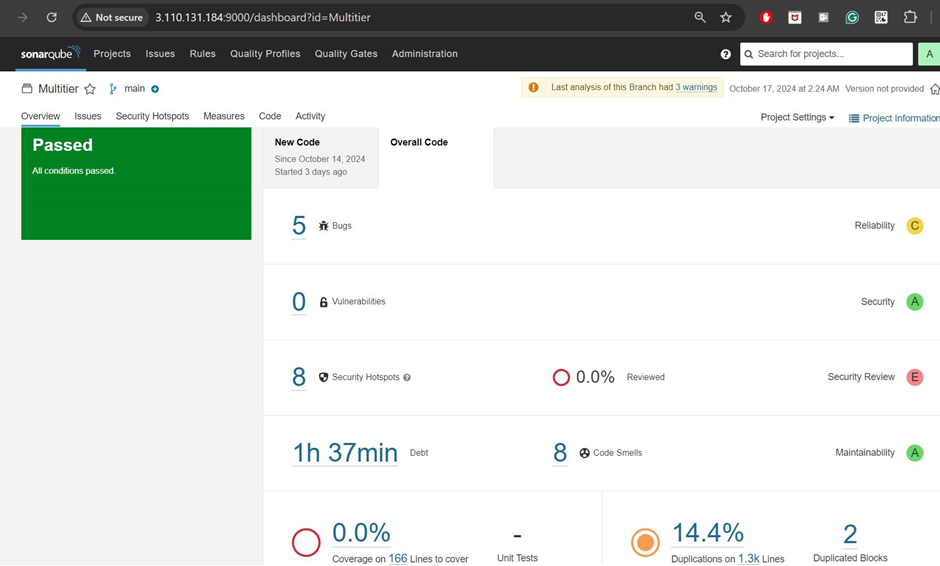 Not secure 3.110.131.184:9000/dashboard?id=Multitier
sonarqube Projects Issues Rules Quality Profiles Quality Gates Administration Search for projects... A
Multitier main Last analysis of this Branch had 3 warnings October 17, 2024 at 2:24 AM Version not provided
Overview Issues Security Hotspots Measures Code Activity Project Settings Project Information
Passed
All conditions passed.
New Code
Since October 14, 2024
Started 3 days ago
Overall Code
5 Bugs Reliability C
0 Vulnerabilities Security A
8 Security Hotspots ? 0.0% Reviewed Security Review E
1h 37min Debt 8 Code Smells Maintainability A
0.0%
Coverage on 166 Lines to cover
-
Unit Tests
14.4%
Duplications on 1.3k Lines
2
Duplicated Blocks